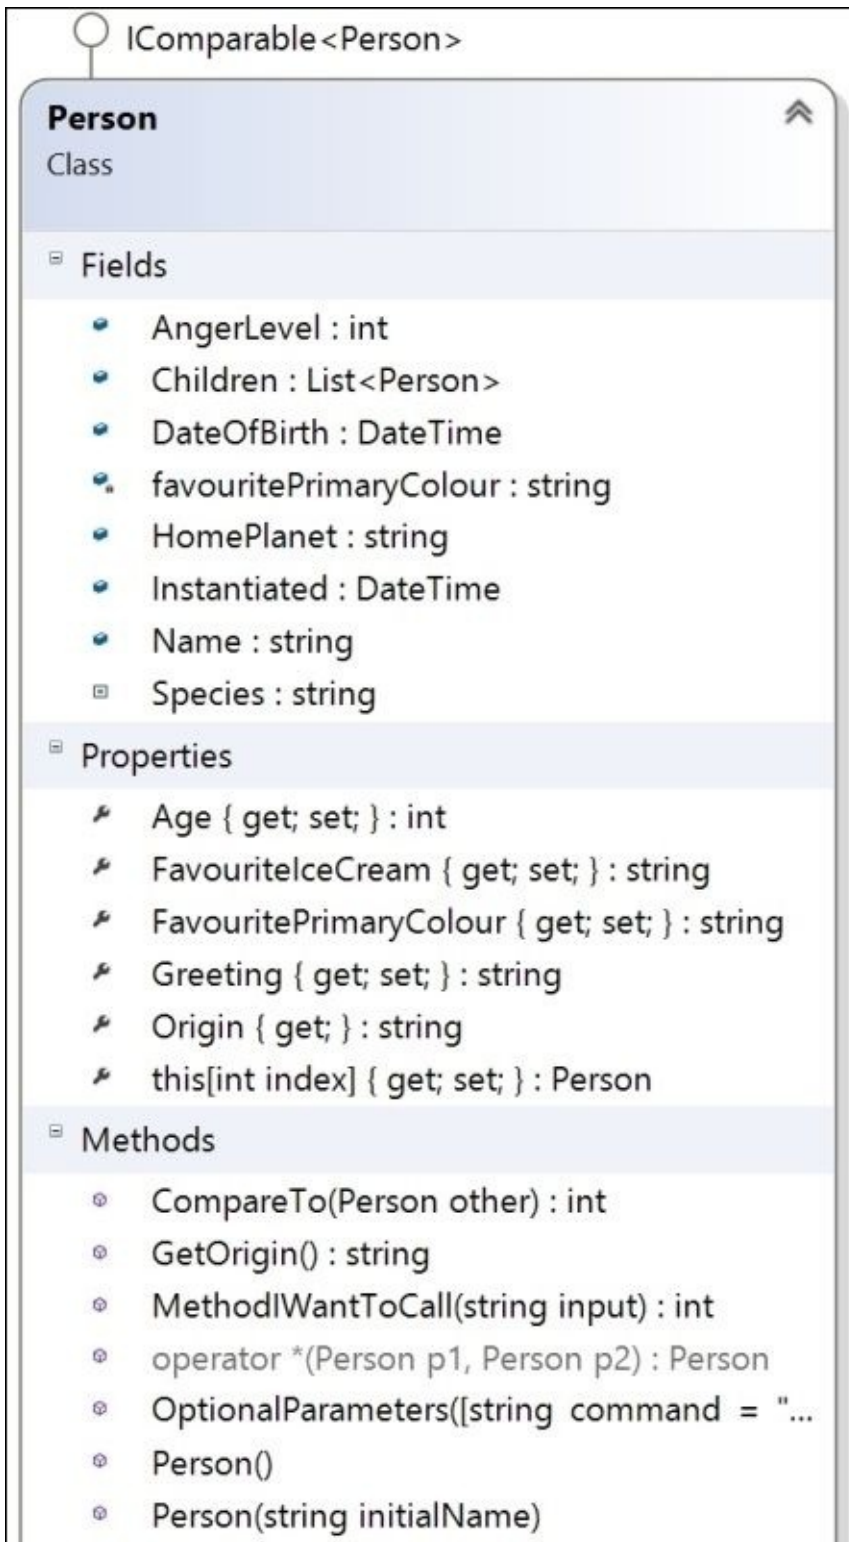 IComparable<Person>
Person
Class
Fields
AngerLevel : int
Children : List<Person>
DateOfBirth : DateTime
favouritePrimaryColour : string
HomePlanet : string
Instantiated : DateTime
Name : string
Species : string
Properties
Age { get; set; } : int
FavouriteIceCream { get; set; } : string
FavouritePrimaryColour { get; set; } : string
Greeting { get; set; } : string
Origin { get; } : string
this[int index] { get; set; } : Person
Methods
CompareTo(Person other) : int
GetOrigin() : string
MethodIWantToCall(string input) : int
operator *(Person p1, Person p2) : Person
OptionalParameters([string command = "...
Person()
Person(string initialName)